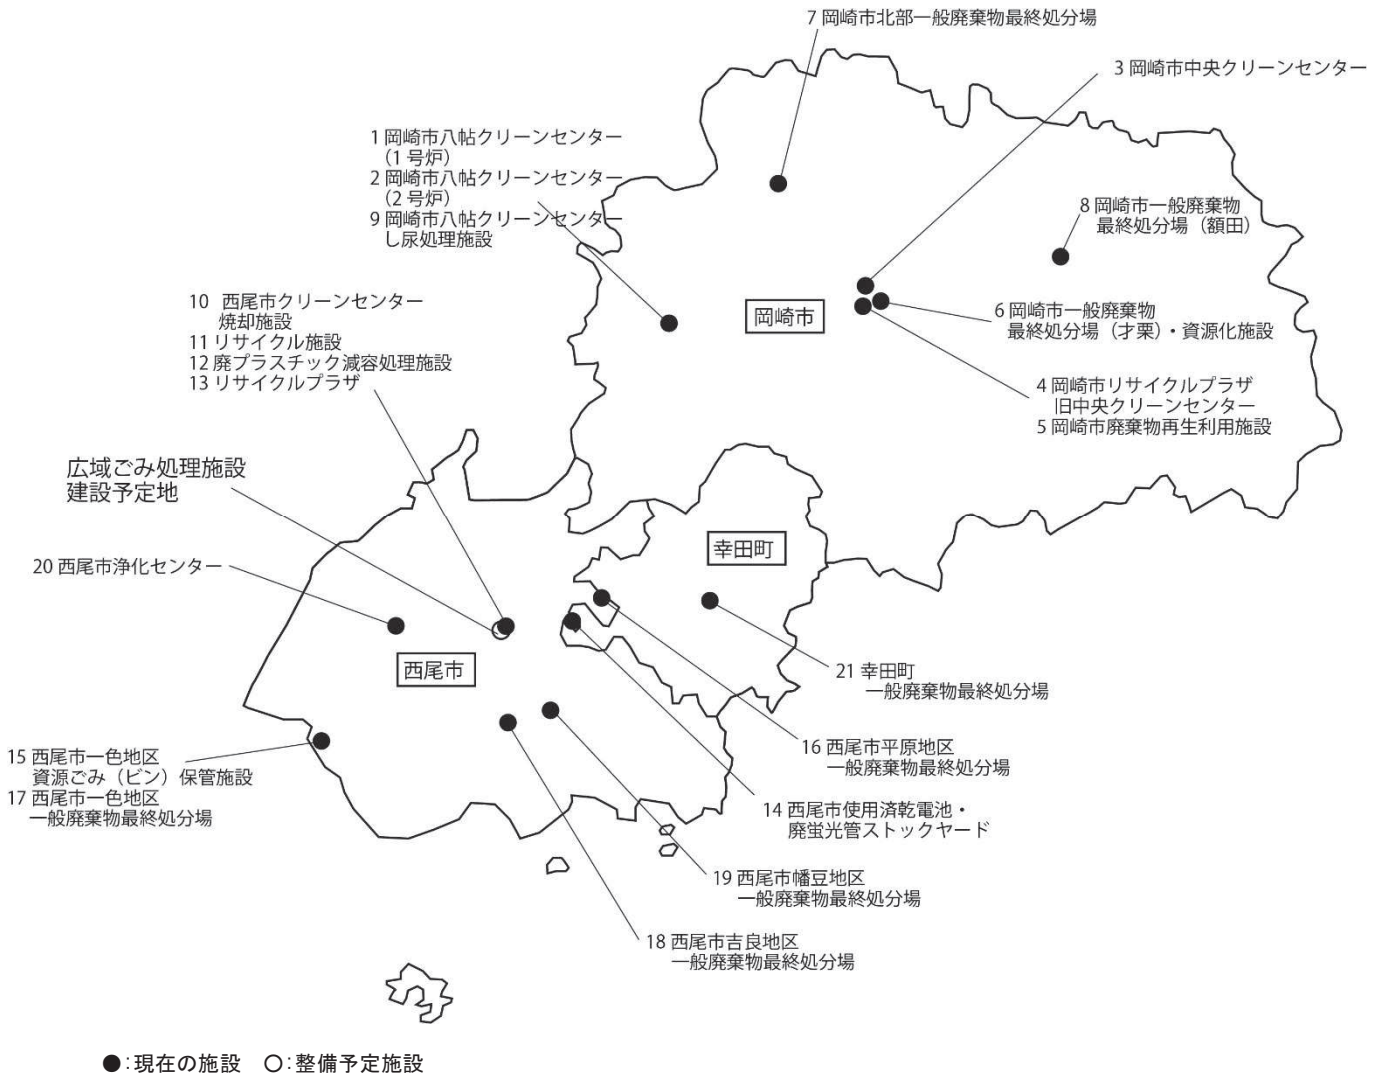 7 岡崎市北部一般廃棄物最終処分場
3 岡崎市中央クリーンセンター
1 岡崎市八帖クリーンセンター
（1 号炉）
2 岡崎市八帖クリーンセンター
（2 号炉）
9 岡崎市八帖クリーンセンター
し尿処理施設
8 岡崎市一般廃棄物
最終処分場（額田）
10 西尾市クリーンセンター
焼却施設
11 リサイクル施設
12 廃プラスチック減容処理施設
13 リサイクルプラザ
岡崎市
6 岡崎市一般廃棄物
最終処分場（才栗）・資源化施設
4 岡崎市リサイクルプラザ
旧中央クリーンセンター
5 岡崎市廃棄物再生利用施設
広域ごみ処理施設
建設予定地
幸田町
20 西尾市浄化センター
西尾市
21 幸田町
一般廃棄物最終処分場
15 西尾市一色地区
資源ごみ（ビン）保管施設
17 西尾市一色地区
一般廃棄物最終処分場
16 西尾市平原地区
一般廃棄物最終処分場
14 西尾市使用済乾電池・
廃蛍光管ストックヤード
19 西尾市幡豆地区
一般廃棄物最終処分場
18 西尾市吉良地区
一般廃棄物最終処分場
●：現在の施設　○：整備予定施設